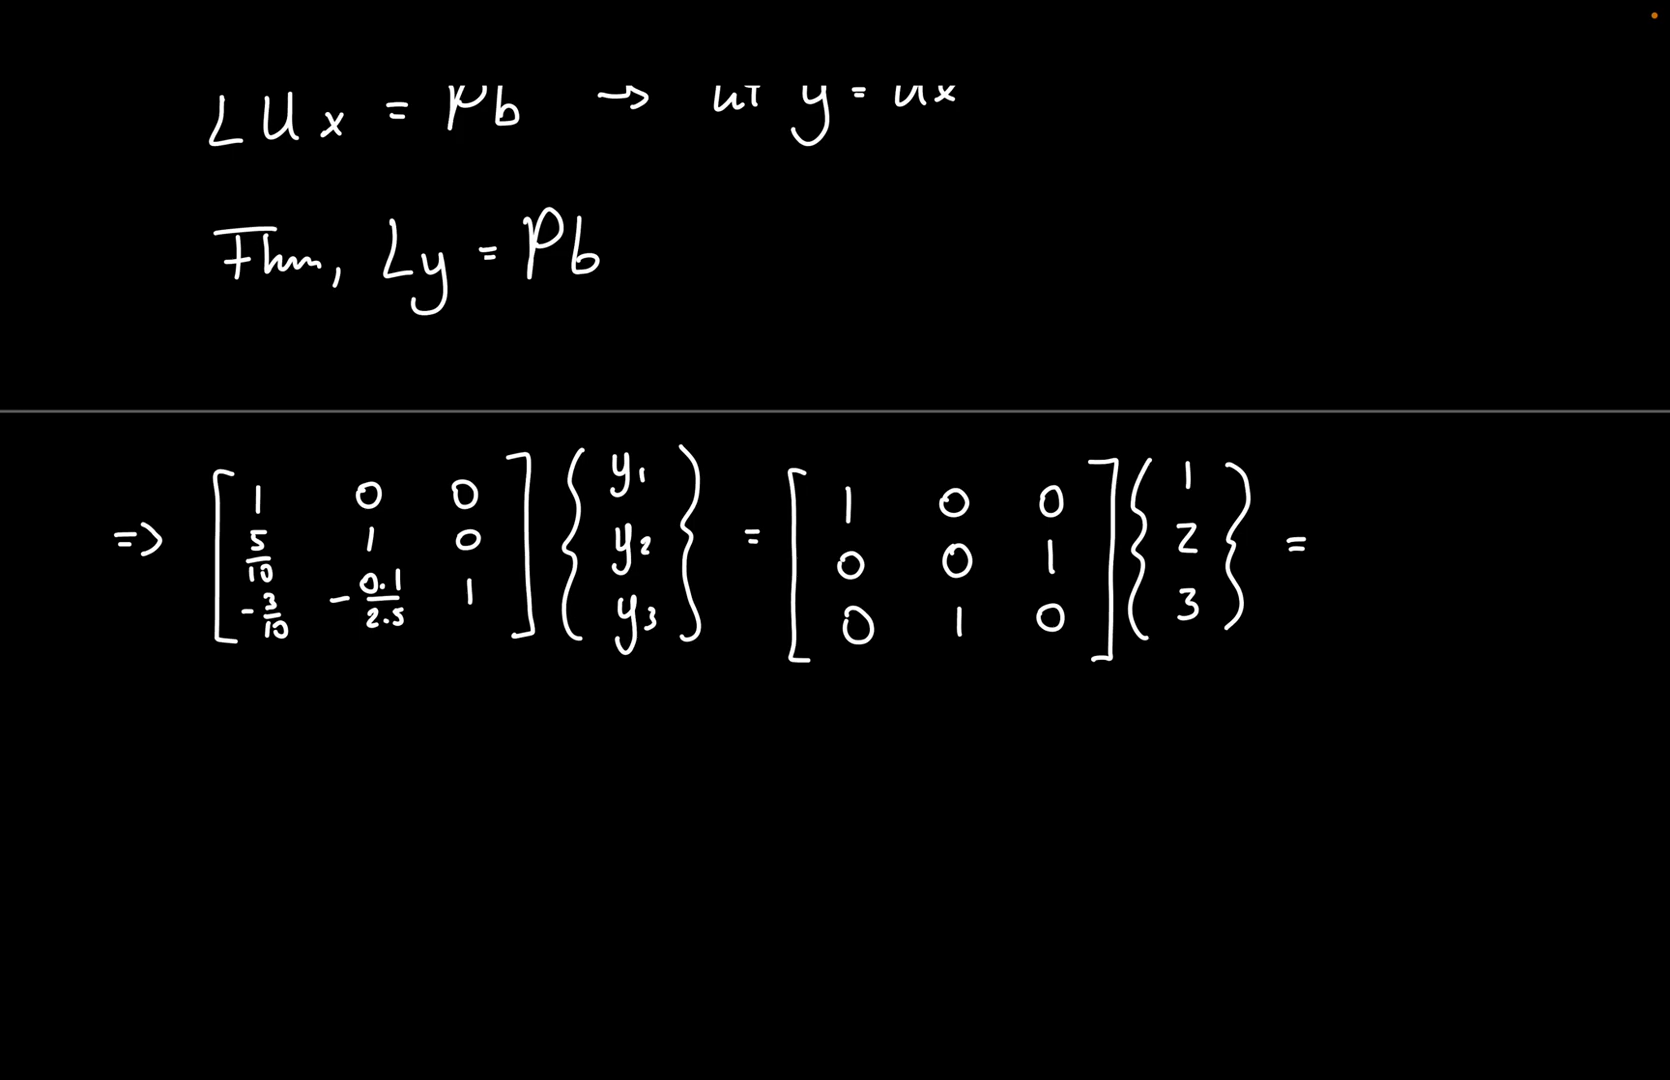 LUx = Pb → let y = Ux
Then, Ly = Pb
=> [1 0 0; 5/10 1 0; -3/10 -0.1/2.5 1] {y₁; y₂; y₃} = [1 0 0; 0 0 1; 0 1 0] {1; 2; 3} =